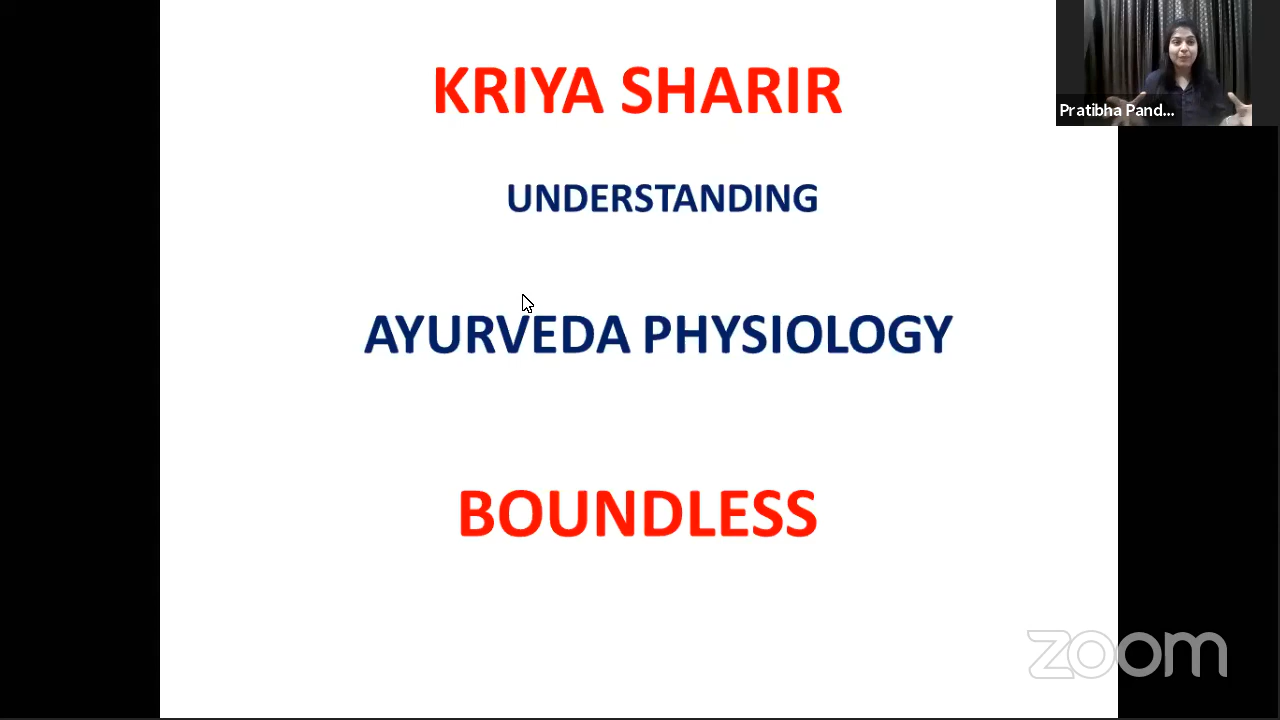 KRIYA SHARIR
Pratibha Pand...
UNDERSTANDING
AYURVEDA PHYSIOLOGY
BOUNDLESS
zoom